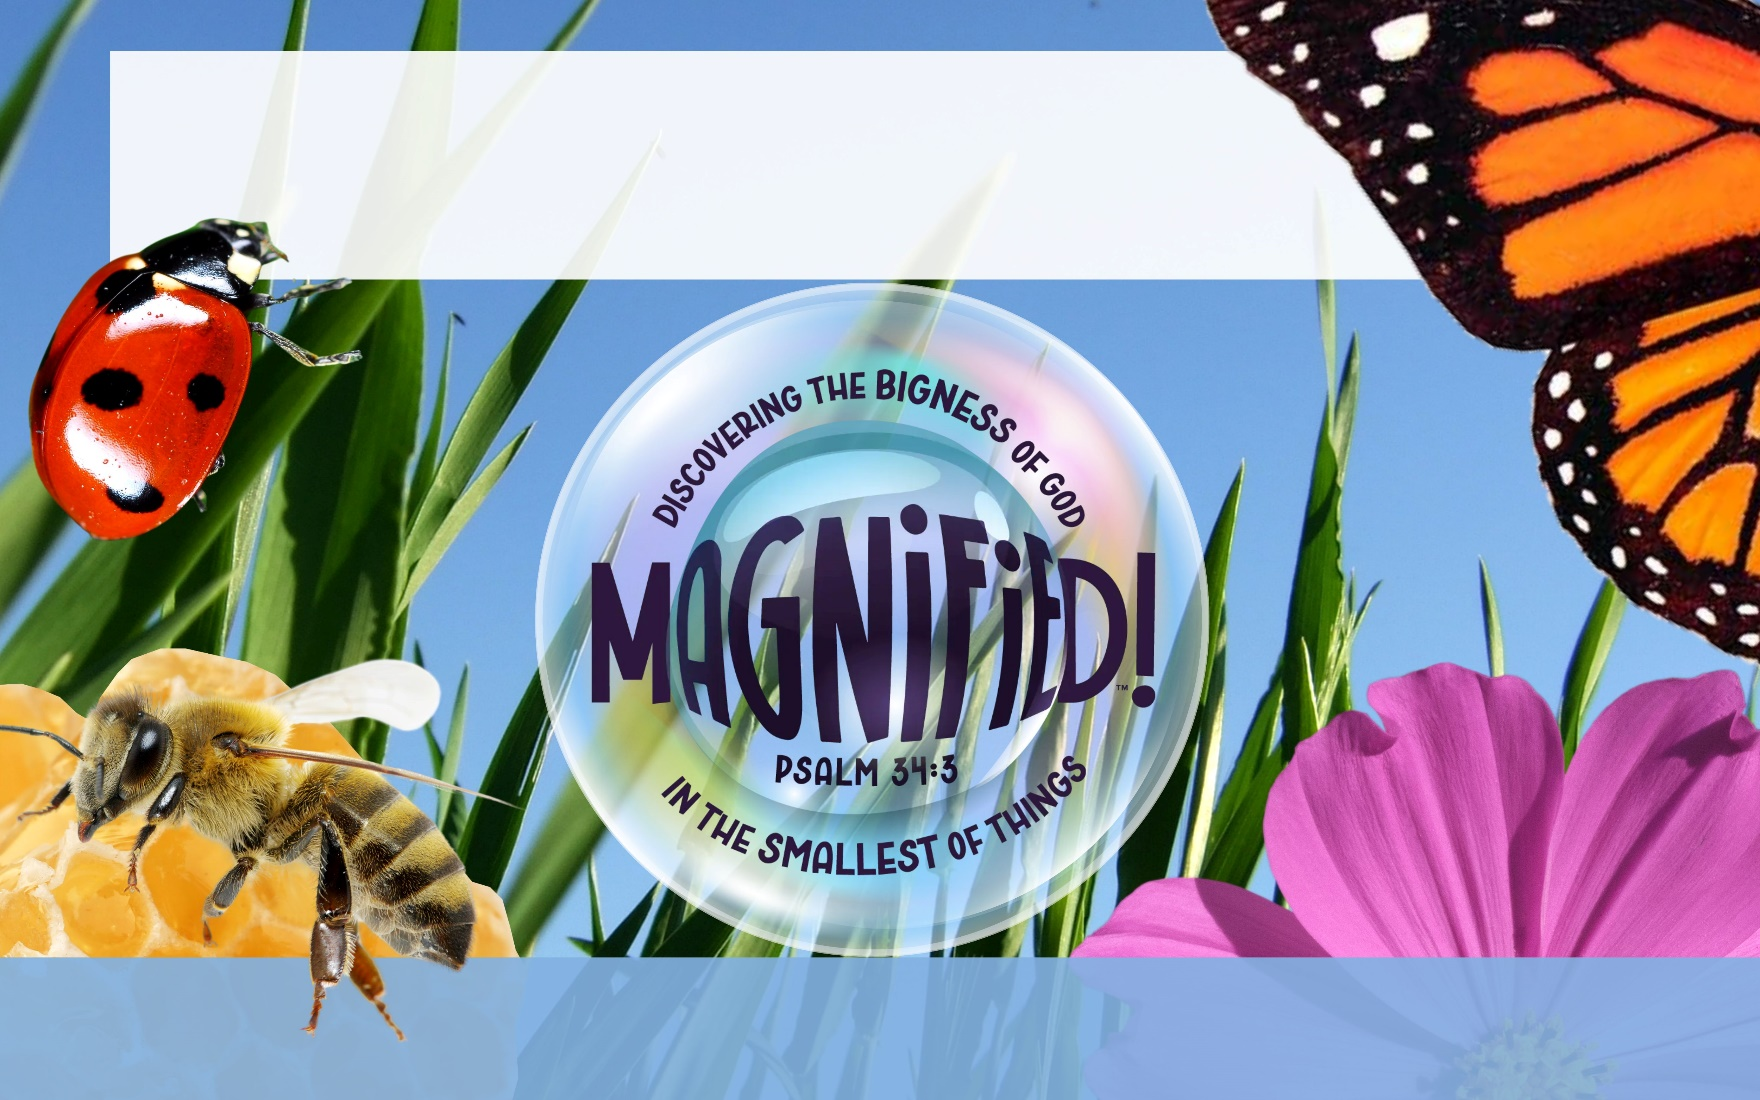 DISCOVERING THE BIGNESS OF GOD
MAGNiFiED!™
PSALM 34:3
IN THE SMALLEST OF THINGS